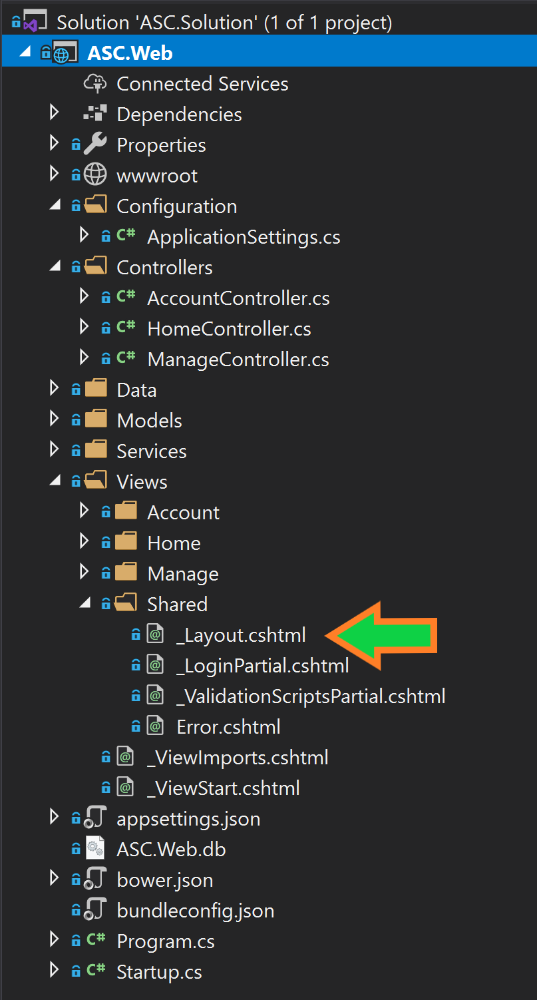 Solution 'ASC.Solution' (1 of 1 project)
ASC.Web
Connected Services
Dependencies
Properties
wwwroot
Configuration
C# ApplicationSettings.cs
Controllers
C# AccountController.cs
C# HomeController.cs
C# ManageController.cs
Data
Models
Services
Views
Account
Home
Manage
Shared
@ _Layout.cshtml
@ _LoginPartial.cshtml
@ _ValidationScriptsPartial.cshtml
@ Error.cshtml
@ _ViewImports.cshtml
@ _ViewStart.cshtml
appsettings.json
ASC.Web.db
bower.json
bundleconfig.json
C# Program.cs
C# Startup.cs